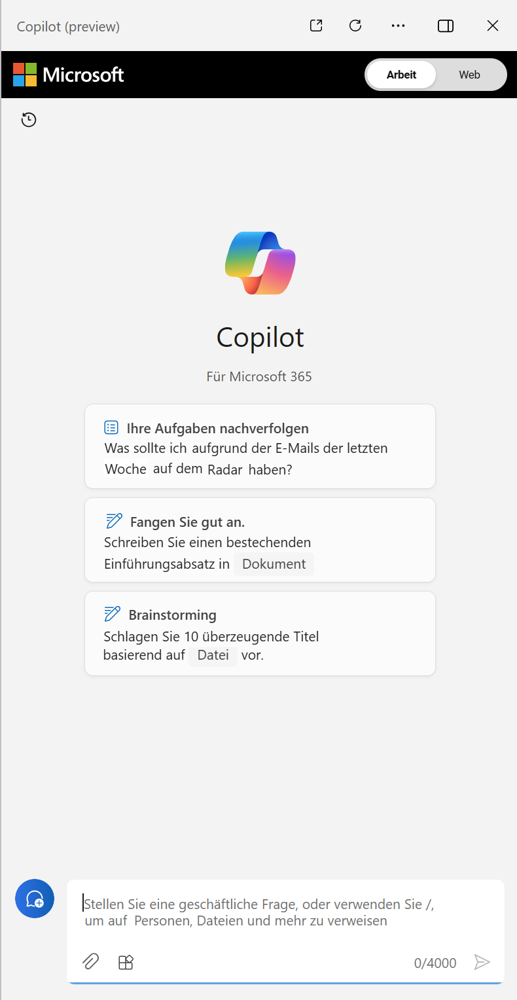 Copilot (preview)
Microsoft
Arbeit Web
Copilot
Für Microsoft 365
Ihre Aufgaben nachverfolgen
Was sollte ich aufgrund der E-Mails der letzten
Woche auf dem Radar haben?
Fangen Sie gut an.
Schreiben Sie einen bestechenden
Einführungsabsatz in Dokument
Brainstorming
Schlagen Sie 10 überzeugende Titel
basierend auf Datei vor.
Stellen Sie eine geschäftliche Frage, oder verwenden Sie /,
um auf Personen, Dateien und mehr zu verweisen
0/4000